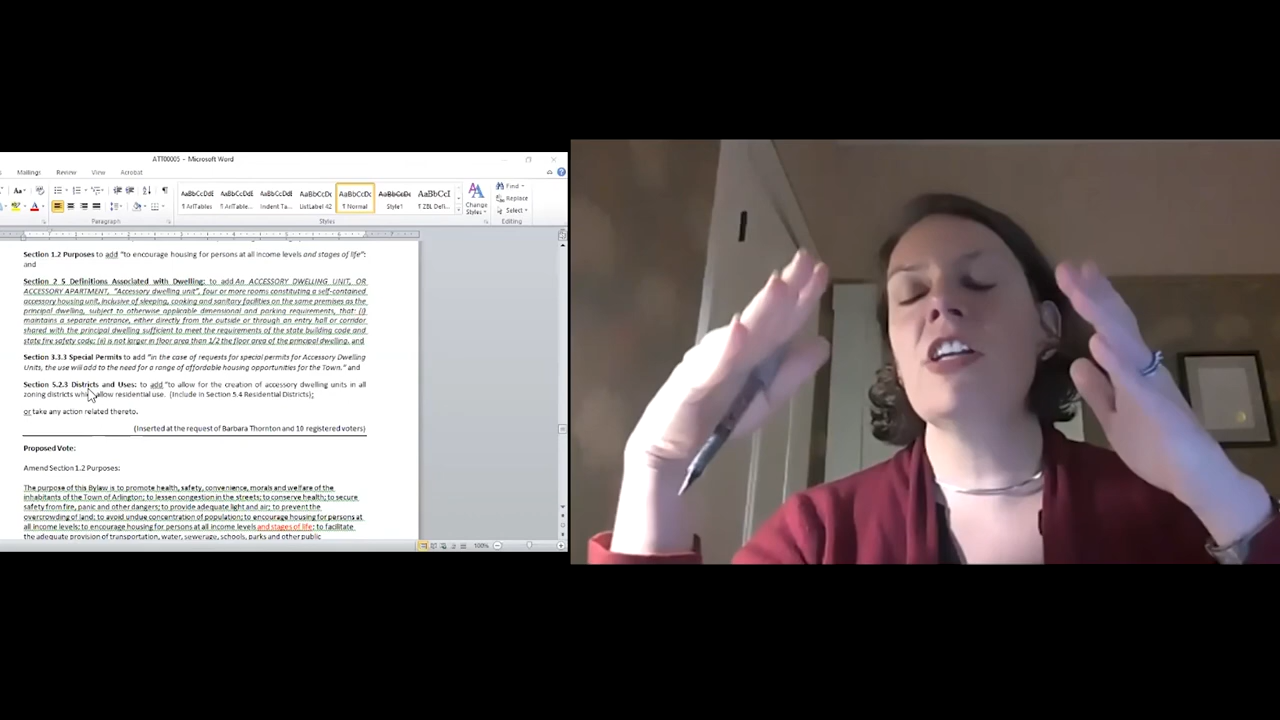 ATT00005 - Microsoft Word
Mailings Review View Acrobat
Find
Replace
Select
AaBbCcDdE AaBbCcDd AaBbCcDd AaBbCcDc AaBbCcDc AaBbCcDc AaBbCcI
¶ ArlTables ¶ ArlTable... Indent Ta... ListLabel 42 ¶ Normal Style1 ¶ ZBL Defi...
Change
Styles
Paragraph Styles Editing
Section 1.2 Purposes to add "to encourage housing for persons at all income levels and stages of life";
and
Section 2 5 Definitions Associated with Dwelling: to add An ACCESSORY DWELLING UNIT, OR
ACCESSORY APARTMENT, "Accessory dwelling unit", four or more rooms constituting a self-contained
accessory housing unit, inclusive of sleeping, cooking and sanitary facilities on the same premises as the
principal dwelling, subject to otherwise applicable dimensional and parking requirements, that: (i)
maintains a separate entrance, either directly from the outside or through an entry hall or corridor
shared with the principal dwelling sufficient to meet the requirements of the state building code and
state fire safety code; (ii) is not larger in floor area than 1/2 the floor area of the principal dwelling, and
Section 3.3.3 Special Permits to add "in the case of requests for special permits for Accessory Dwelling
Units, the use will add to the need for a range of affordable housing opportunities for the Town." and
Section 5.2.3 Districts and Uses: to add "to allow for the creation of accessory dwelling units in all
zoning districts which allow residential use. (Include in Section 5.4 Residential Districts);
or take any action related thereto.
(Inserted at the request of Barbara Thornton and 10 registered voters)
Proposed Vote:
Amend Section 1.2 Purposes:
The purpose of this Bylaw is to promote health, safety, convenience, morals and welfare of the
inhabitants of the Town of Arlington; to lessen congestion in the streets; to conserve health; to secure
safety from fire, panic and other dangers; to provide adequate light and air; to prevent the
overcrowding of land; to avoid undue concentration of population; to encourage housing for persons at
all income levels; to encourage housing for persons at all income levels and stages of life; to facilitate
the adequate provision of transportation, water, sewerage, schools, parks and other public
100%